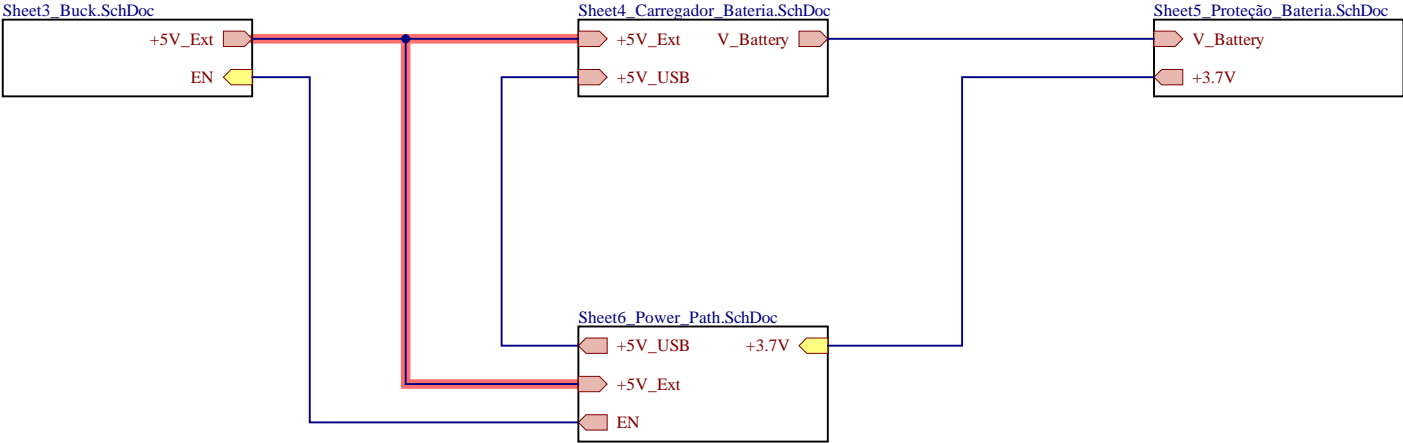 Sheet3_Buck.SchDoc
+5V_Ext
EN
Sheet4_Carregador_Bateria.SchDoc
+5V_Ext V_Battery
+5V_USB
Sheet5_Proteção_Bateria.SchDoc
V_Battery
+3.7V
Sheet6_Power_Path.SchDoc
+5V_USB +3.7V
+5V_Ext
EN